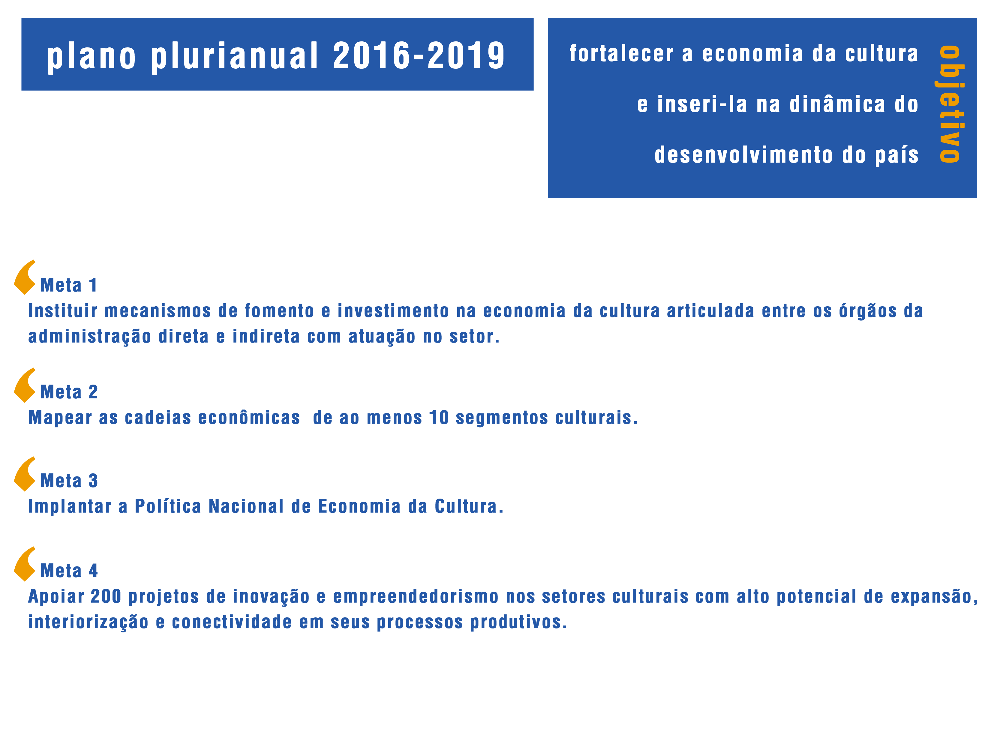 plano plurianual 2016-2019
fortalecer a economia da cultura
e inseri-la na dinâmica do
desenvolvimento do país
objetivo
Meta 1
Instituir mecanismos de fomento e investimento na economia da cultura articulada entre os órgãos da
administração direta e indireta com atuação no setor.
Meta 2
Mapear as cadeias econômicas  de ao menos 10 segmentos culturais.
Meta 3
Implantar a Política Nacional de Economia da Cultura.
Meta 4
Apoiar 200 projetos de inovação e empreendedorismo nos setores culturais com alto potencial de expansão,
interiorização e conectividade em seus processos produtivos.